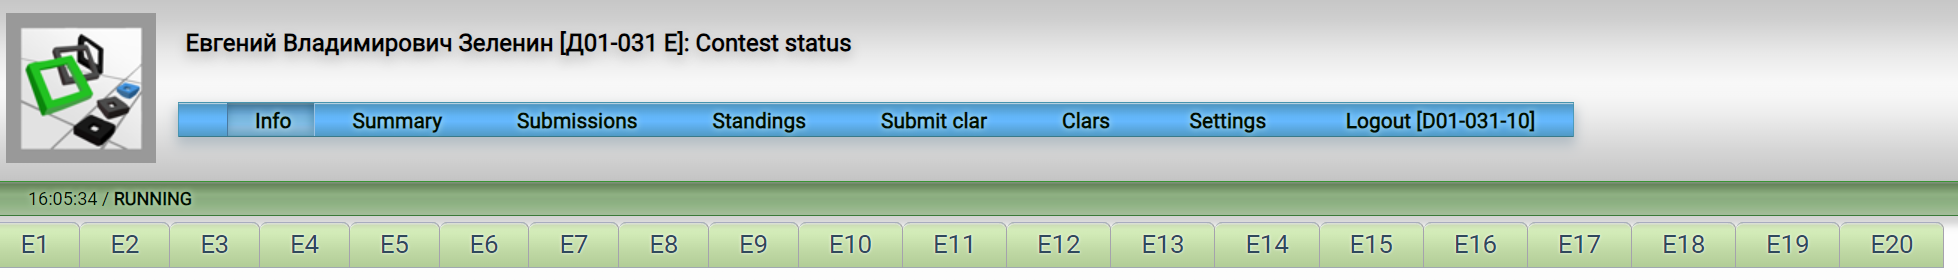 Евгений Владимирович Зеленин [Д01-031 E]: Contest status
Info Summary Submissions Standings Submit clar Clars Settings Logout [D01-031-10]
16:05:34 / RUNNING
E1 E2 E3 E4 E5 E6 E7 E8 E9 E10 E11 E12 E13 E14 E15 E16 E17 E18 E19 E20